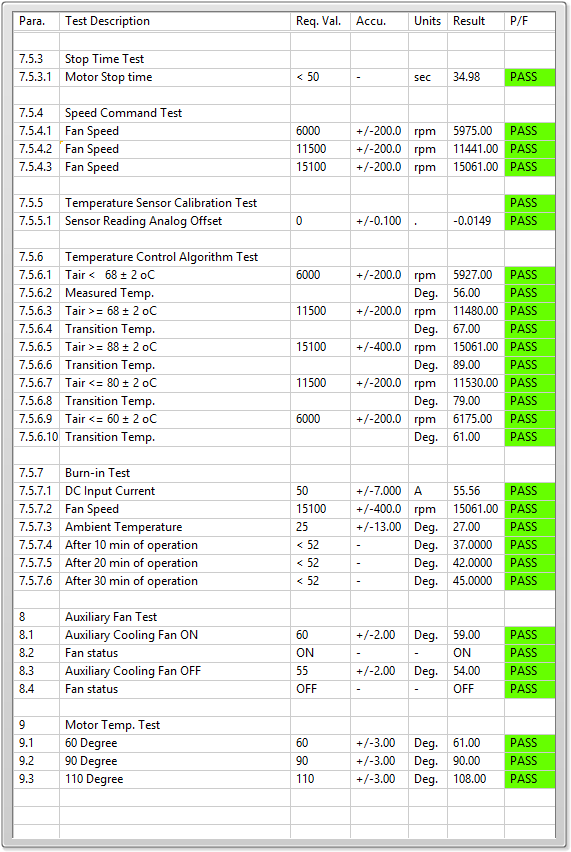 Para. Test Description Req. Val. Accu. Units Result P/F
7.5.3 Stop Time Test
7.5.3.1 Motor Stop time < 50 - sec 34.98 PASS
7.5.4 Speed Command Test
7.5.4.1 Fan Speed 6000 +/-200.0 rpm 5975.00 PASS
7.5.4.2 Fan Speed 11500 +/-200.0 rpm 11441.00 PASS
7.5.4.3 Fan Speed 15100 +/-200.0 rpm 15061.00 PASS
7.5.5 Temperature Sensor Calibration Test PASS
7.5.5.1 Sensor Reading Analog Offset 0 +/-0.100 . -0.0149 PASS
7.5.6 Temperature Control Algorithm Test
7.5.6.1 Tair < 68 ± 2 oC 6000 +/-200.0 rpm 5927.00 PASS
7.5.6.2 Measured Temp. Deg. 56.00 PASS
7.5.6.3 Tair >= 68 ± 2 oC 11500 +/-200.0 rpm 11480.00 PASS
7.5.6.4 Transition Temp. Deg. 67.00 PASS
7.5.6.5 Tair >= 88 ± 2 oC 15100 +/-400.0 rpm 15061.00 PASS
7.5.6.6 Transition Temp. Deg. 89.00 PASS
7.5.6.7 Tair <= 80 ± 2 oC 11500 +/-200.0 rpm 11530.00 PASS
7.5.6.8 Transition Temp. Deg. 79.00 PASS
7.5.6.9 Tair <= 60 ± 2 oC 6000 +/-200.0 rpm 6175.00 PASS
7.5.6.10 Transition Temp. Deg. 61.00 PASS
7.5.7 Burn-in Test
7.5.7.1 DC Input Current 50 +/-7.000 A 55.56 PASS
7.5.7.2 Fan Speed 15100 +/-400.0 rpm 15061.00 PASS
7.5.7.3 Ambient Temperature 25 +/-13.00 Deg. 27.00 PASS
7.5.7.4 After 10 min of operation < 52 - Deg. 37.0000 PASS
7.5.7.5 After 20 min of operation < 52 - Deg. 42.0000 PASS
7.5.7.6 After 30 min of operation < 52 - Deg. 45.0000 PASS
8 Auxiliary Fan Test
8.1 Auxiliary Cooling Fan ON 60 +/-2.00 Deg. 59.00 PASS
8.2 Fan status ON - - ON PASS
8.3 Auxiliary Cooling Fan OFF 55 +/-2.00 Deg. 54.00 PASS
8.4 Fan status OFF - - OFF PASS
9 Motor Temp. Test
9.1 60 Degree 60 +/-3.00 Deg. 61.00 PASS
9.2 90 Degree 90 +/-3.00 Deg. 90.00 PASS
9.3 110 Degree 110 +/-3.00 Deg. 108.00 PASS